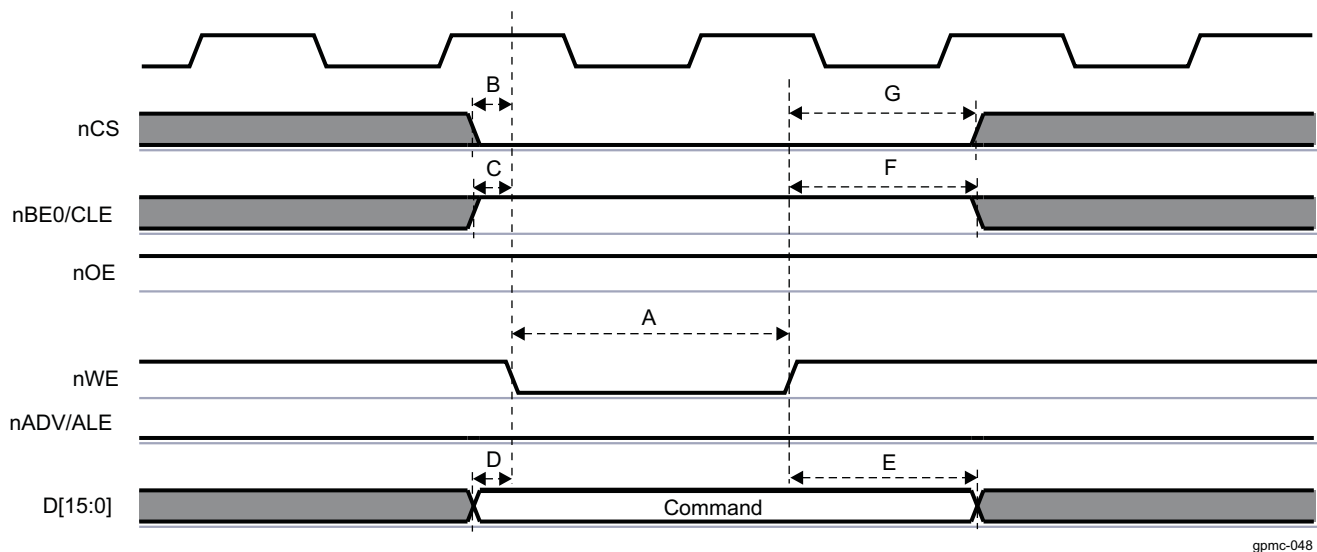 B
G
nCS
C
F
nBE0/CLE
nOE
A
nWE
nADV/ALE
D
E
D[15:0]
Command
gpmc-048